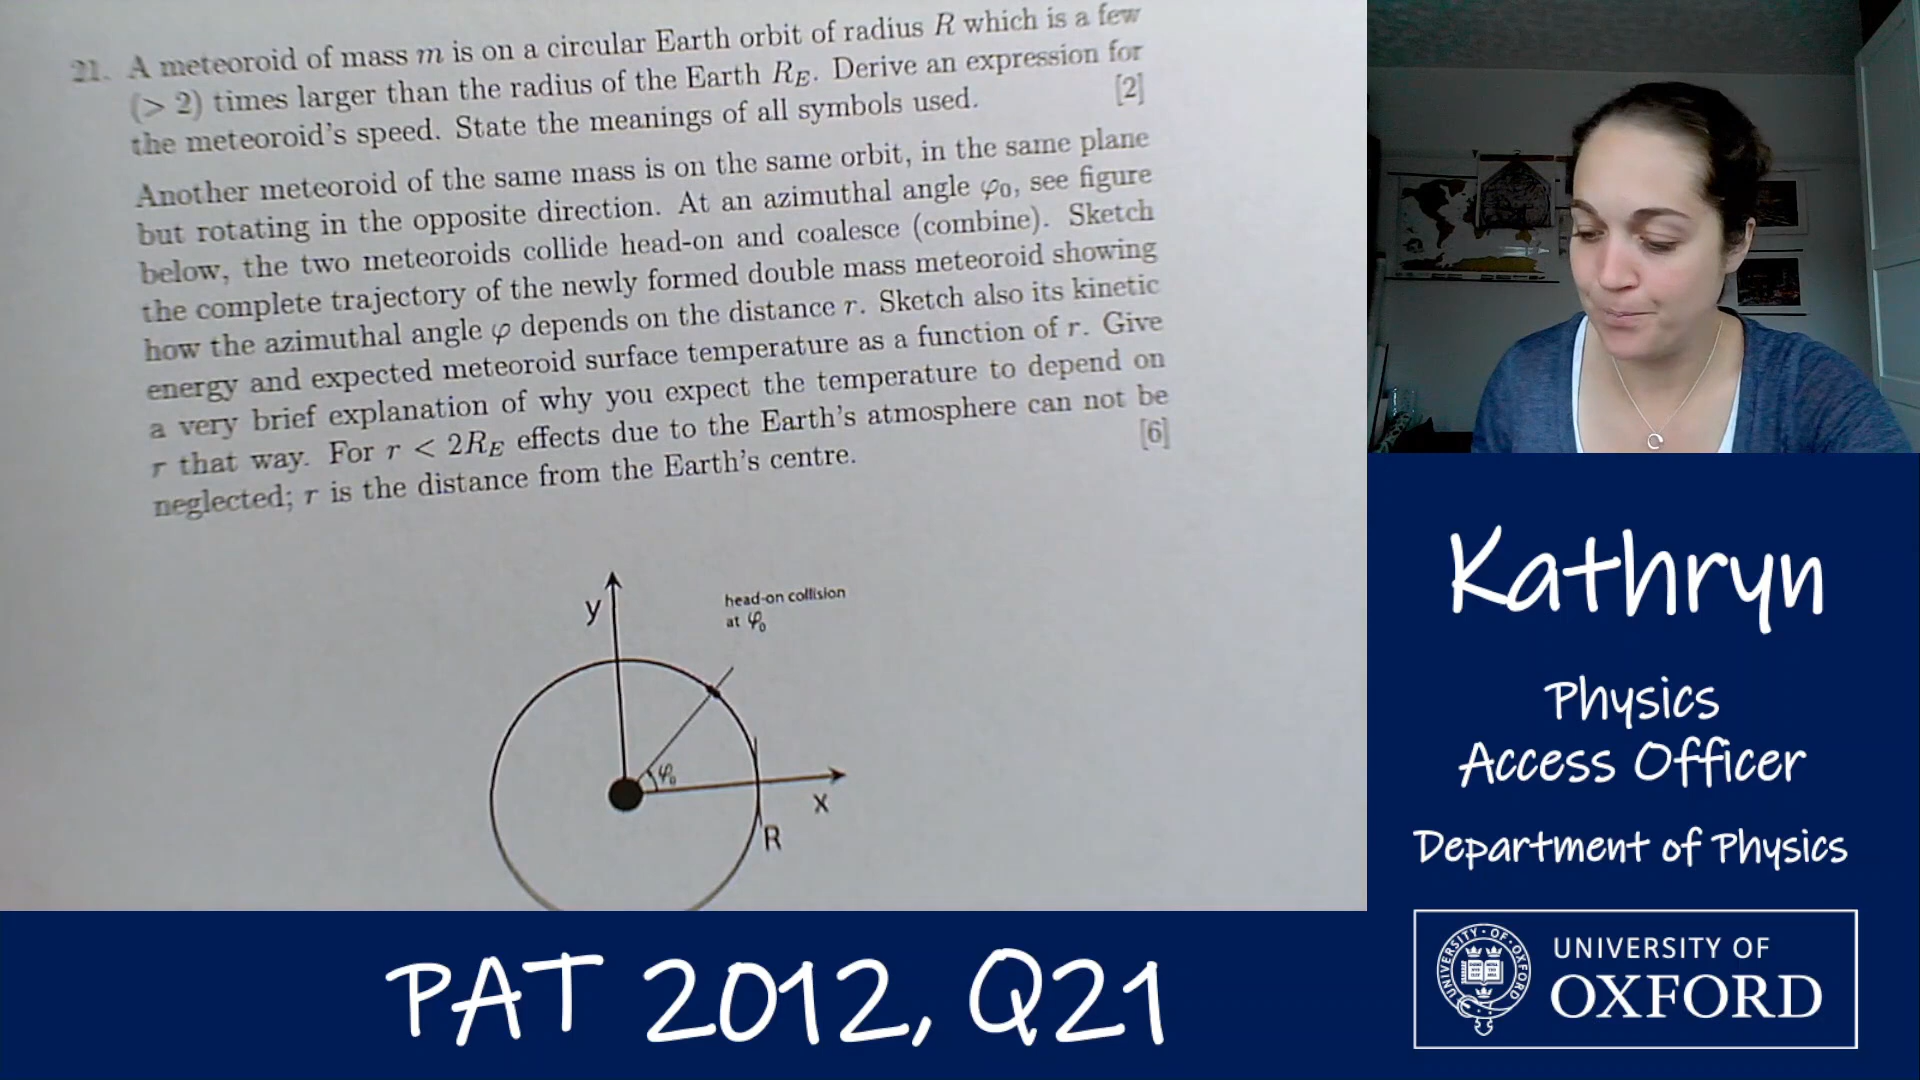 21. A meteoroid of mass m is on a circular Earth orbit of radius R which is a few
(> 2) times larger than the radius of the Earth R_E. Derive an expression for
the meteoroid's speed. State the meanings of all symbols used. [2]
Another meteoroid of the same mass is on the same orbit, in the same plane
but rotating in the opposite direction. At an azimuthal angle φ₀, see figure
below, the two meteoroids collide head-on and coalesce (combine). Sketch
the complete trajectory of the newly formed double mass meteoroid showing
how the azimuthal angle φ depends on the distance r. Sketch also its kinetic
energy and expected meteoroid surface temperature as a function of r. Give
a very brief explanation of why you expect the temperature to depend on
r that way. For r < 2R_E effects due to the Earth's atmosphere can not be
neglected; r is the distance from the Earth's centre. [6]
y
head-on collision
at φ₀
φ₀
x
R
Kathryn
Physics
Access Officer
Department of Physics
UNIVERSITY OF
OXFORD
PAT 2012, Q21